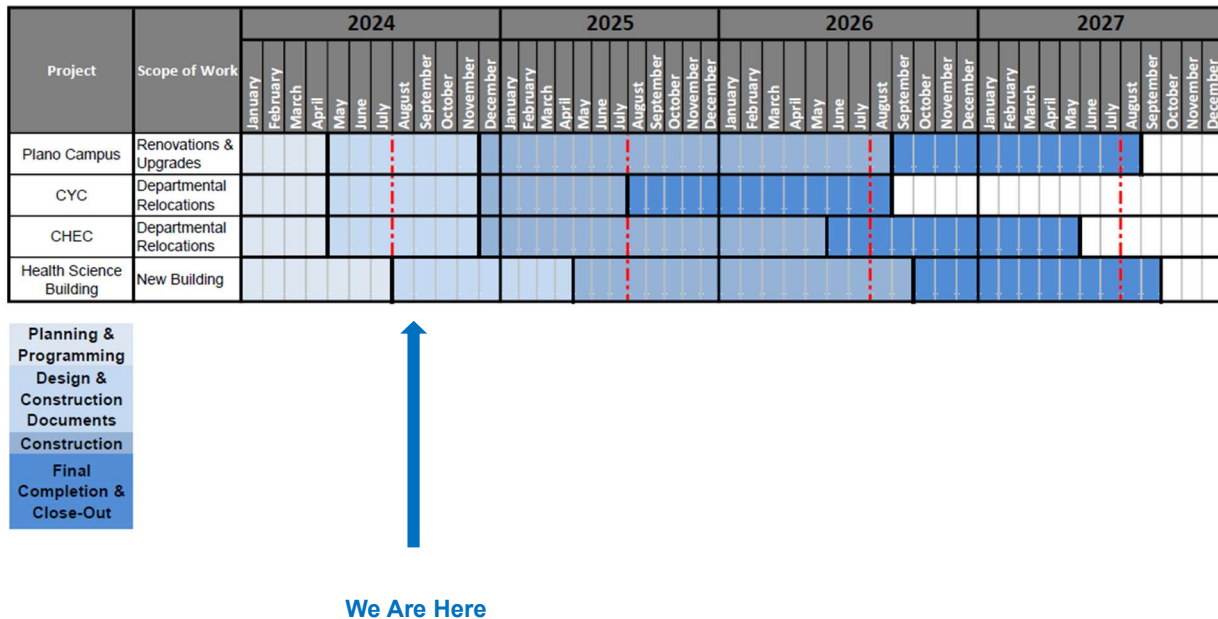 2024 2025 2026 2027
Project Scope of Work
January February March April May June July August September October November December
January February March April May June July August September October November December
January February March April May June July August September October November December
January February March April May June July August September October November December
Plano Campus
Renovations &
Upgrades
CYC
Departmental
Relocations
CHEC
Departmental
Relocations
Health Science
Building
New Building
Planning &
Programming
Design &
Construction
Documents
Construction
Final
Completion &
Close-Out
We Are Here